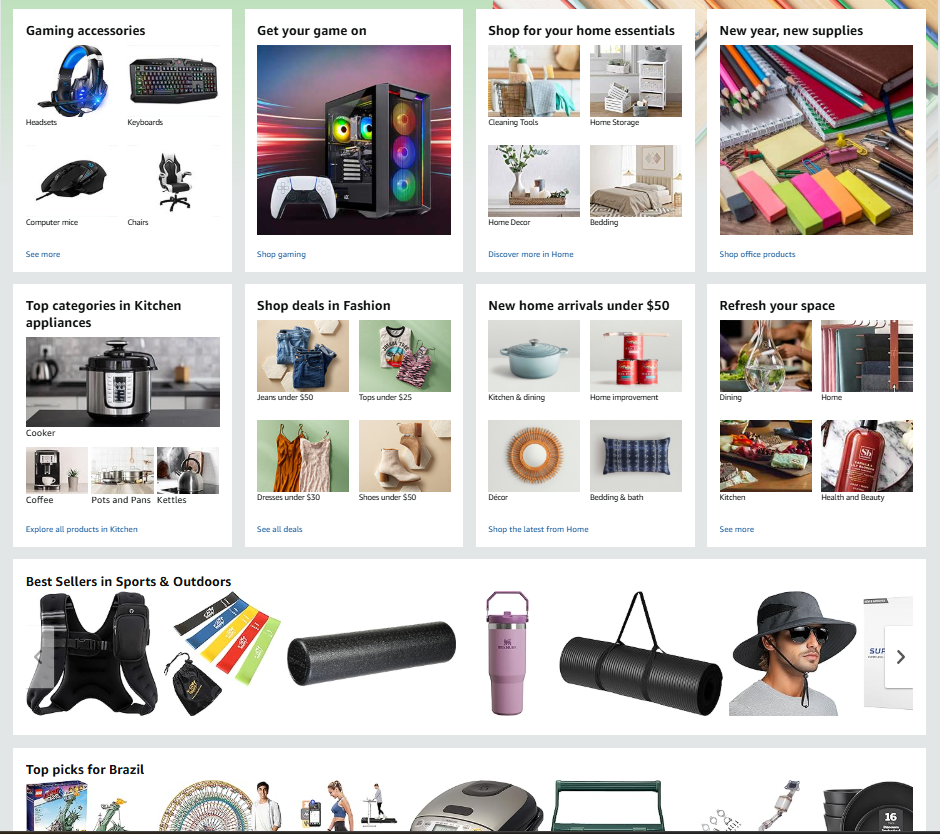 Gaming accessories
Headsets
Keyboards
Computer mice
Chairs
See more
Get your game on
Shop gaming
Shop for your home essentials
Cleaning Tools
Home Storage
Home Decor
Bedding
Discover more in Home
New year, new supplies
Shop office products
Top categories in Kitchen
appliances
Cooker
Coffee
Pots and Pans
Kettles
Explore all products in Kitchen
Shop deals in Fashion
Jeans under $50
Tops under $25
Dresses under $30
Shoes under $50
See all deals
New home arrivals under $50
Kitchen & dining
Home improvement
Décor
Bedding & bath
Shop the latest from Home
Refresh your space
Dining
Home
Kitchen
Health and Beauty
See more
Best Sellers in Sports & Outdoors
STANLEY
SUP
Top picks for Brazil
16